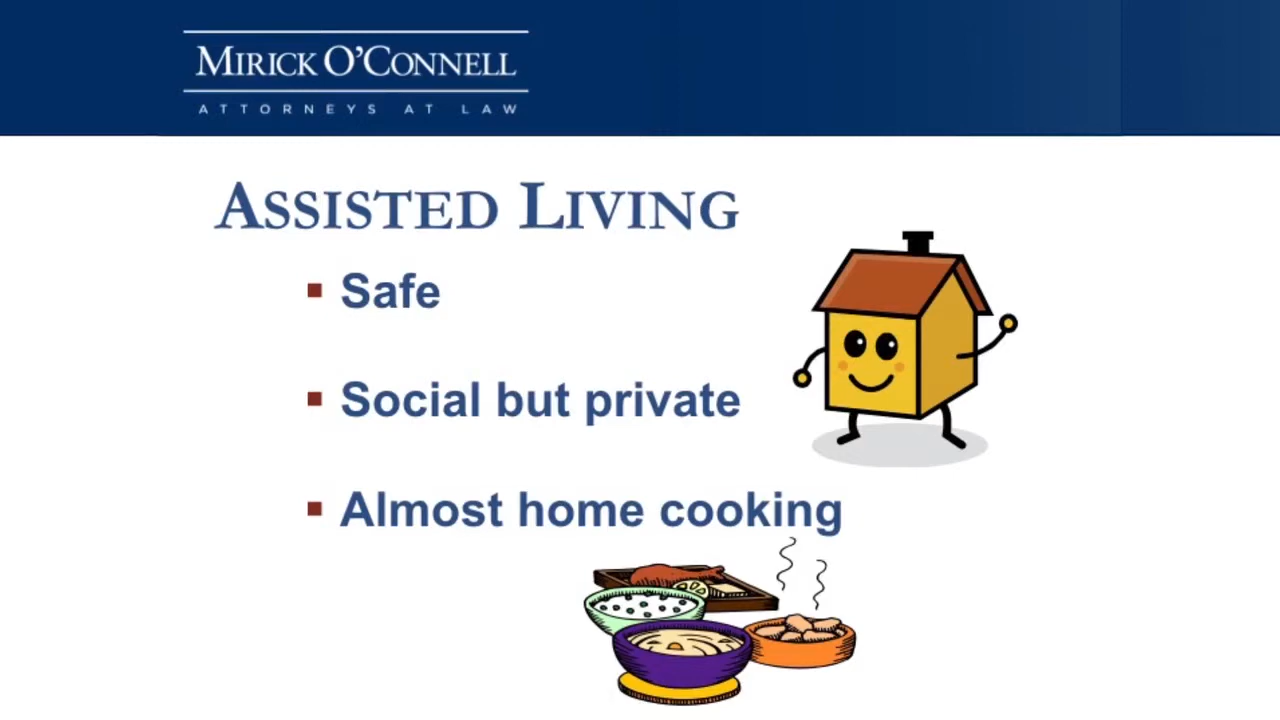 MIRICK O'CONNELL
ATTORNEYS AT LAW
ASSISTED LIVING
▪ Safe
▪ Social but private
▪ Almost home cooking